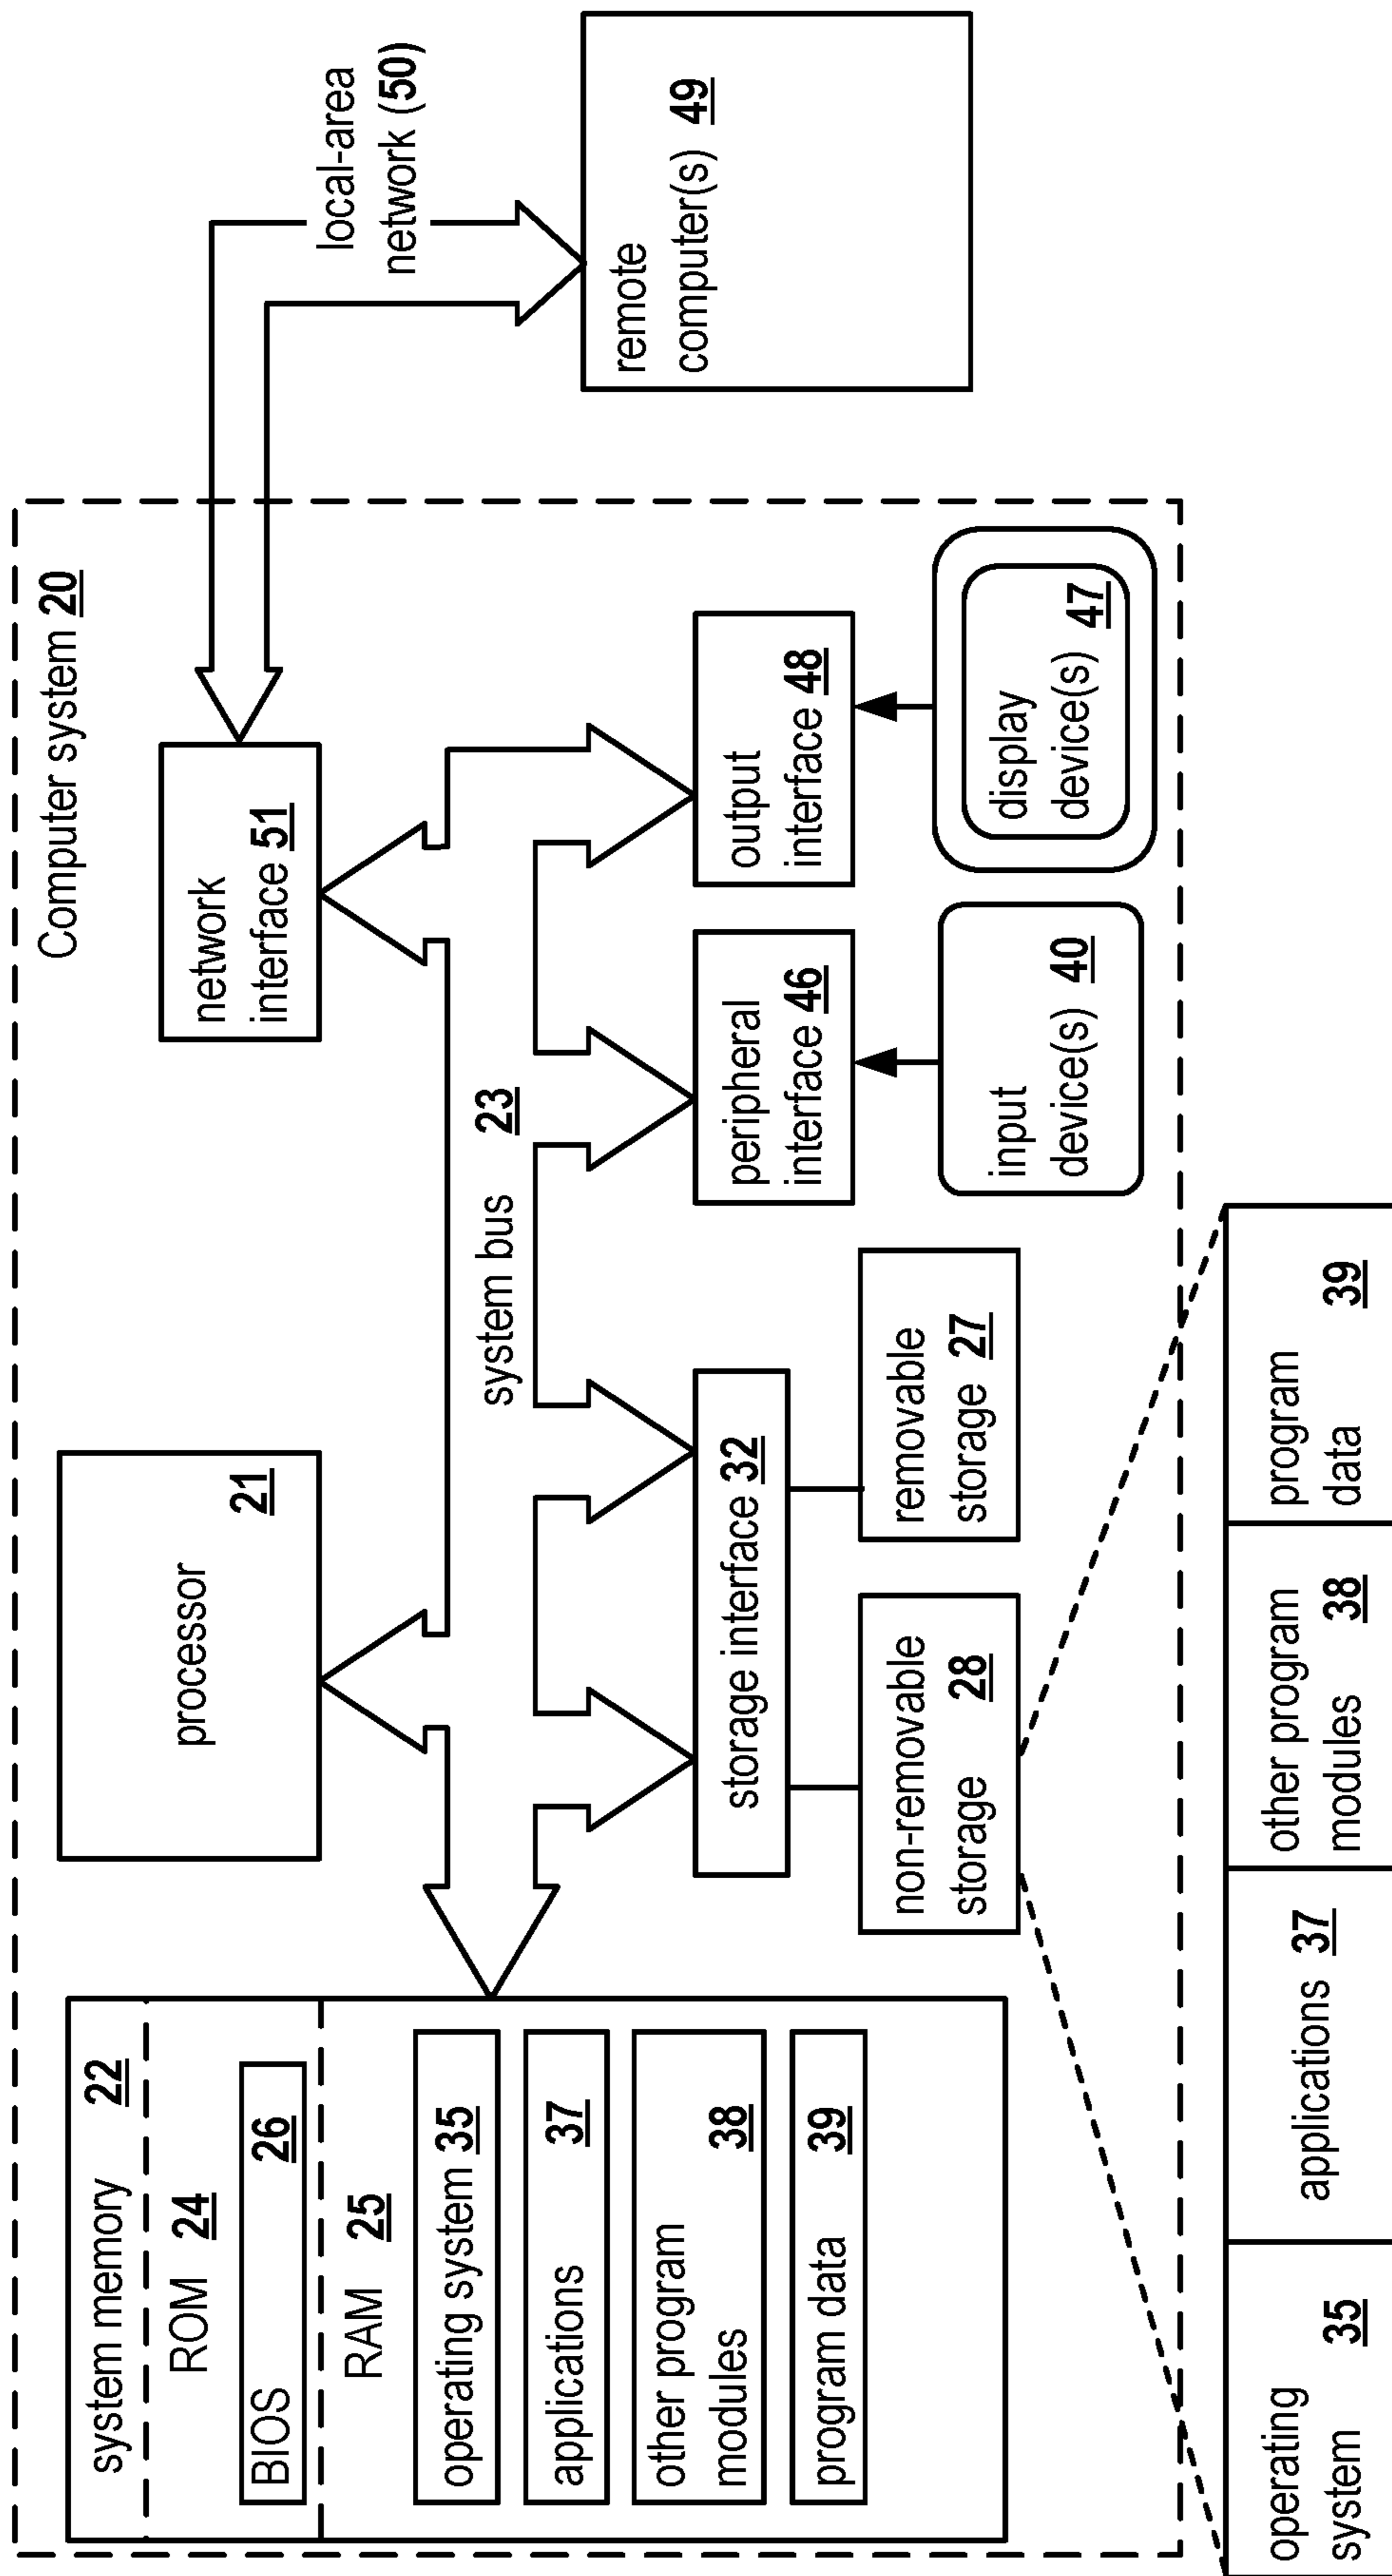 Computer system 20
system memory 22
ROM 24
BIOS 26
RAM 25
operating system 35
applications 37
other program
modules 38
program data 39
processor
21
network
interface 51
local-area
network (50)
system bus 23
storage interface 32
non-removable
storage 28
removable
storage 27
peripheral
interface 46
output
interface 48
input
device(s) 40
display
device(s) 47
remote
computer(s) 49
operating
system 35
applications 37
other program
modules 38
program
data 39